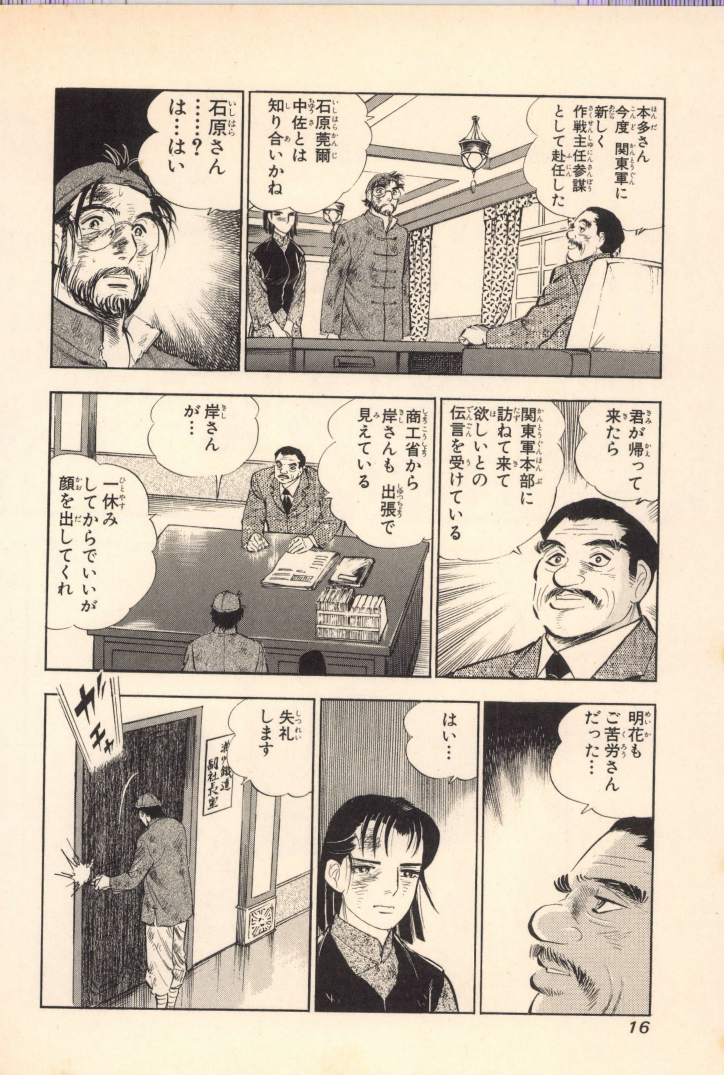 本多さん
今度 関東軍に
新しく
作戦主任参謀
として赴任した
石原莞爾
中佐とは
知り合いかね
石原さん
……?
は…はい
君が帰って
来たら
関東軍本部に
訪ねて来て
欲しいとの
伝言を受けている
商工省から
岸さんも 出張で
見えている
岸さん
が…
一休み
してからでいいが
顔を出してくれ
明花も
ご苦労さん
だった…
はい…
失礼
します
鐵道
副社長室
ガチャ
16